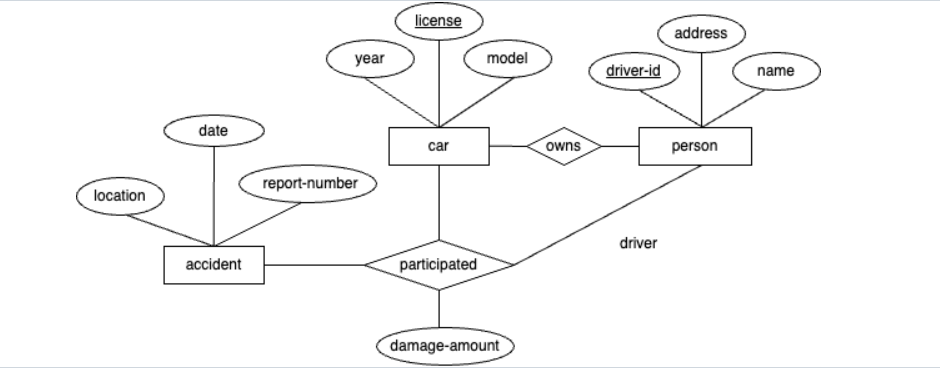 license
year
model
address
driver-id
name
date
car
owns
person
location
report-number
driver
accident
participated
damage-amount